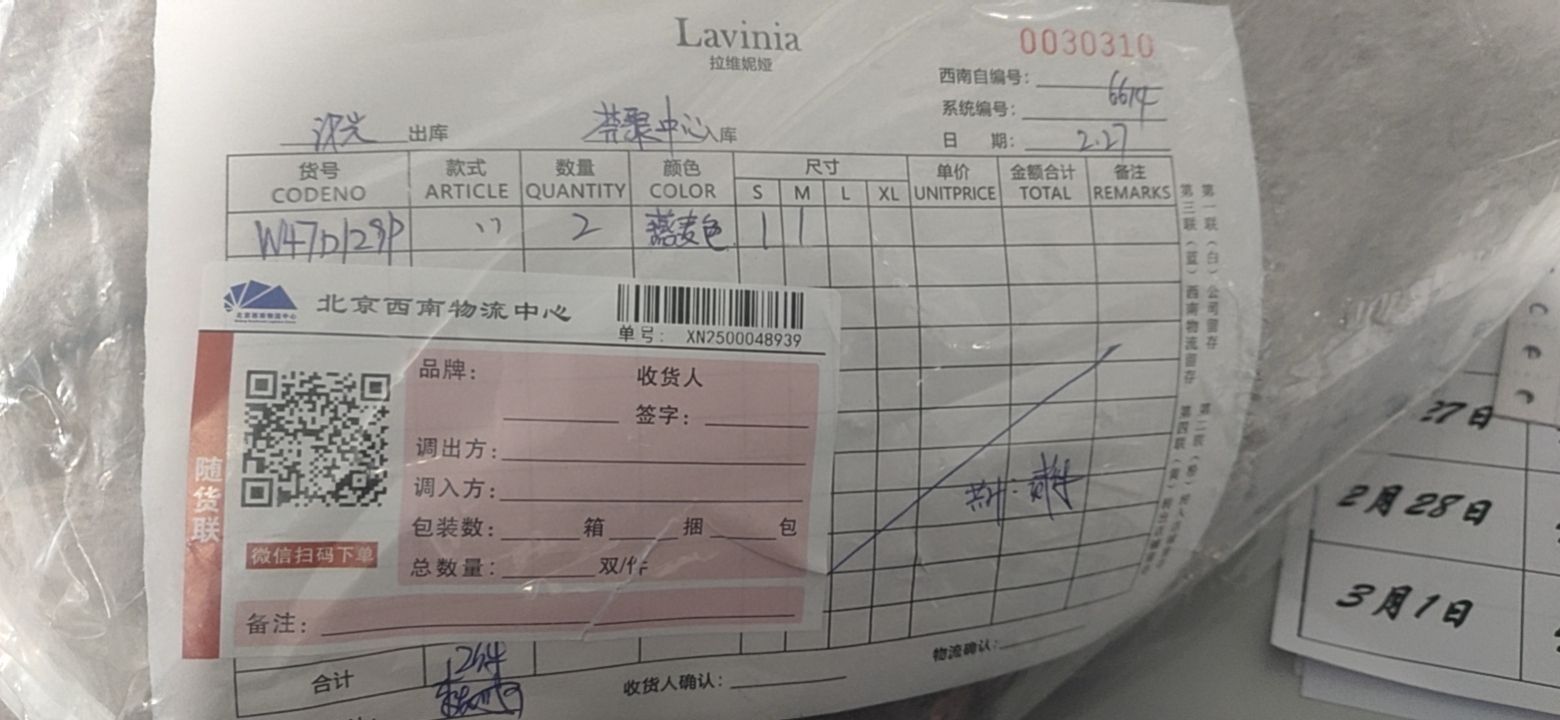 Lavinia
拉维妮娅
0030310
西南自编号：
系统编号：6614
日 期：2.27
出库 荟聚中心入库
货号 款式 数量 颜色 尺寸 单价 金额合计 备注
CODENO ARTICLE QUANTITY COLOR S M L XL UNITPRICE TOTAL REMARKS
2 燕麦色 1 1
第一联（白）公司留存
第三联（蓝）西南物流留存
北京西南物流中心
单号：XN2500048939
品牌：
收货人
签字：
调出方：
调入方：
包装数： 箱 捆 包
总数量： 双/件
备注：
随货联
微信扫码下单
合计
收货人确认：
物流确认：
27日
2月28日
3月1日